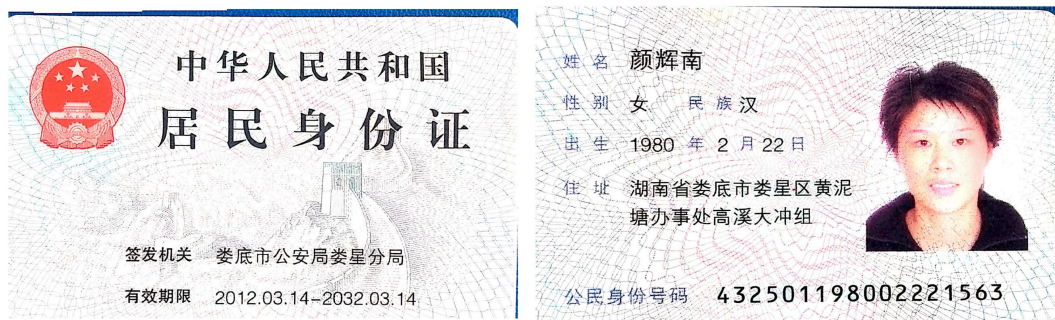 中华人民共和国
居民身份证
签发机关 娄底市公安局娄星分局
有效期限 2012.03.14-2032.03.14
姓名 颜辉南
性别 女 民族 汉
出生 1980 年 2 月 22 日
住址 湖南省娄底市娄星区黄泥
塘办事处高溪大冲组
公民身份号码 432501198002221563